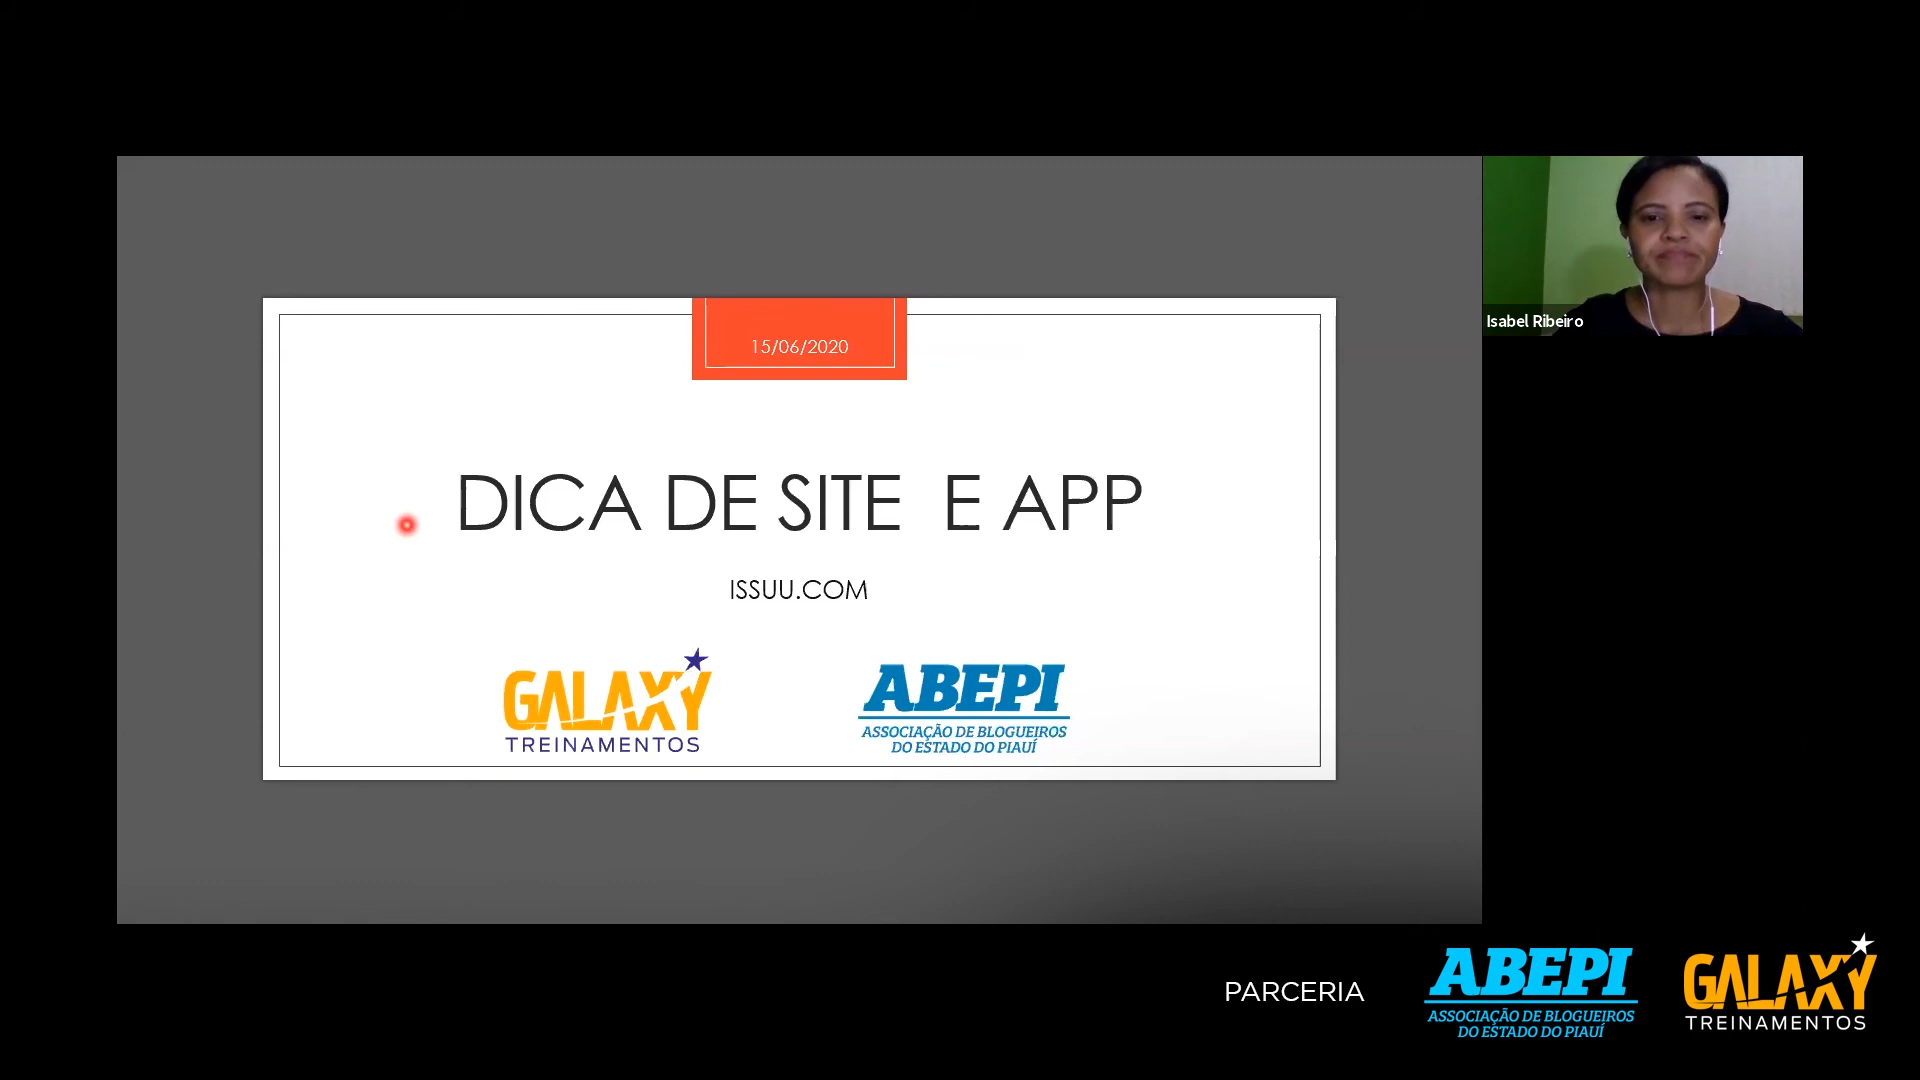 15/06/2020
DICA DE SITE E APP
ISSUU.COM
GALAXY
TREINAMENTOS
ABEPI
ASSOCIAÇÃO DE BLOGUEIROS
DO ESTADO DO PIAUÍ
Isabel Ribeiro
PARCERIA
ABEPI
ASSOCIAÇÃO DE BLOGUEIROS
DO ESTADO DO PIAUÍ
GALAXY
TREINAMENTOS